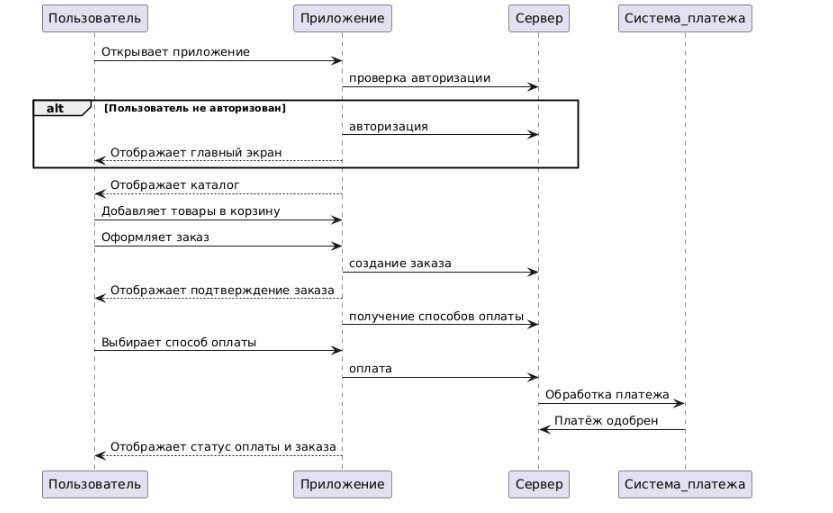 Пользователь Приложение Сервер Система_платежа
Открывает приложение
проверка авторизации
alt [Пользователь не авторизован]
авторизация
Отображает главный экран
Отображает каталог
Добавляет товары в корзину
Оформляет заказ
создание заказа
Отображает подтверждение заказа
получение способов оплаты
Выбирает способ оплаты
оплата
Обработка платежа
Платёж одобрен
Отображает статус оплаты и заказа
Пользователь Приложение Сервер Система_платежа